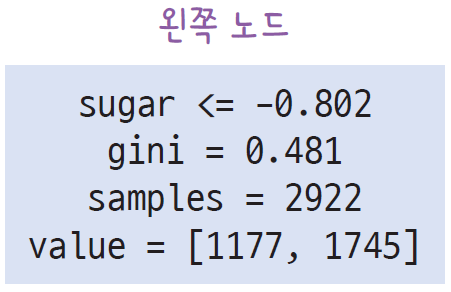 왼쪽 노드
sugar <= -0.802
gini = 0.481
samples = 2922
value = [1177, 1745]